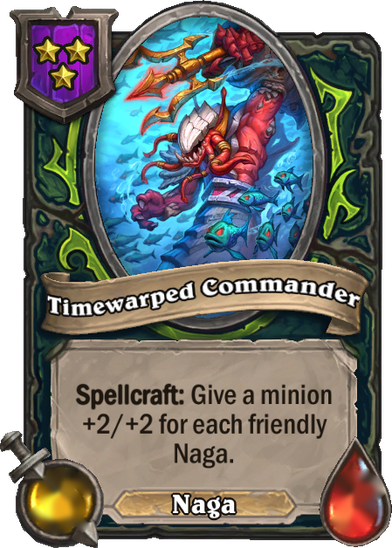 Timewarped Commander
Spellcraft: Give a minion
+2/+2 for each friendly
Naga.
Naga